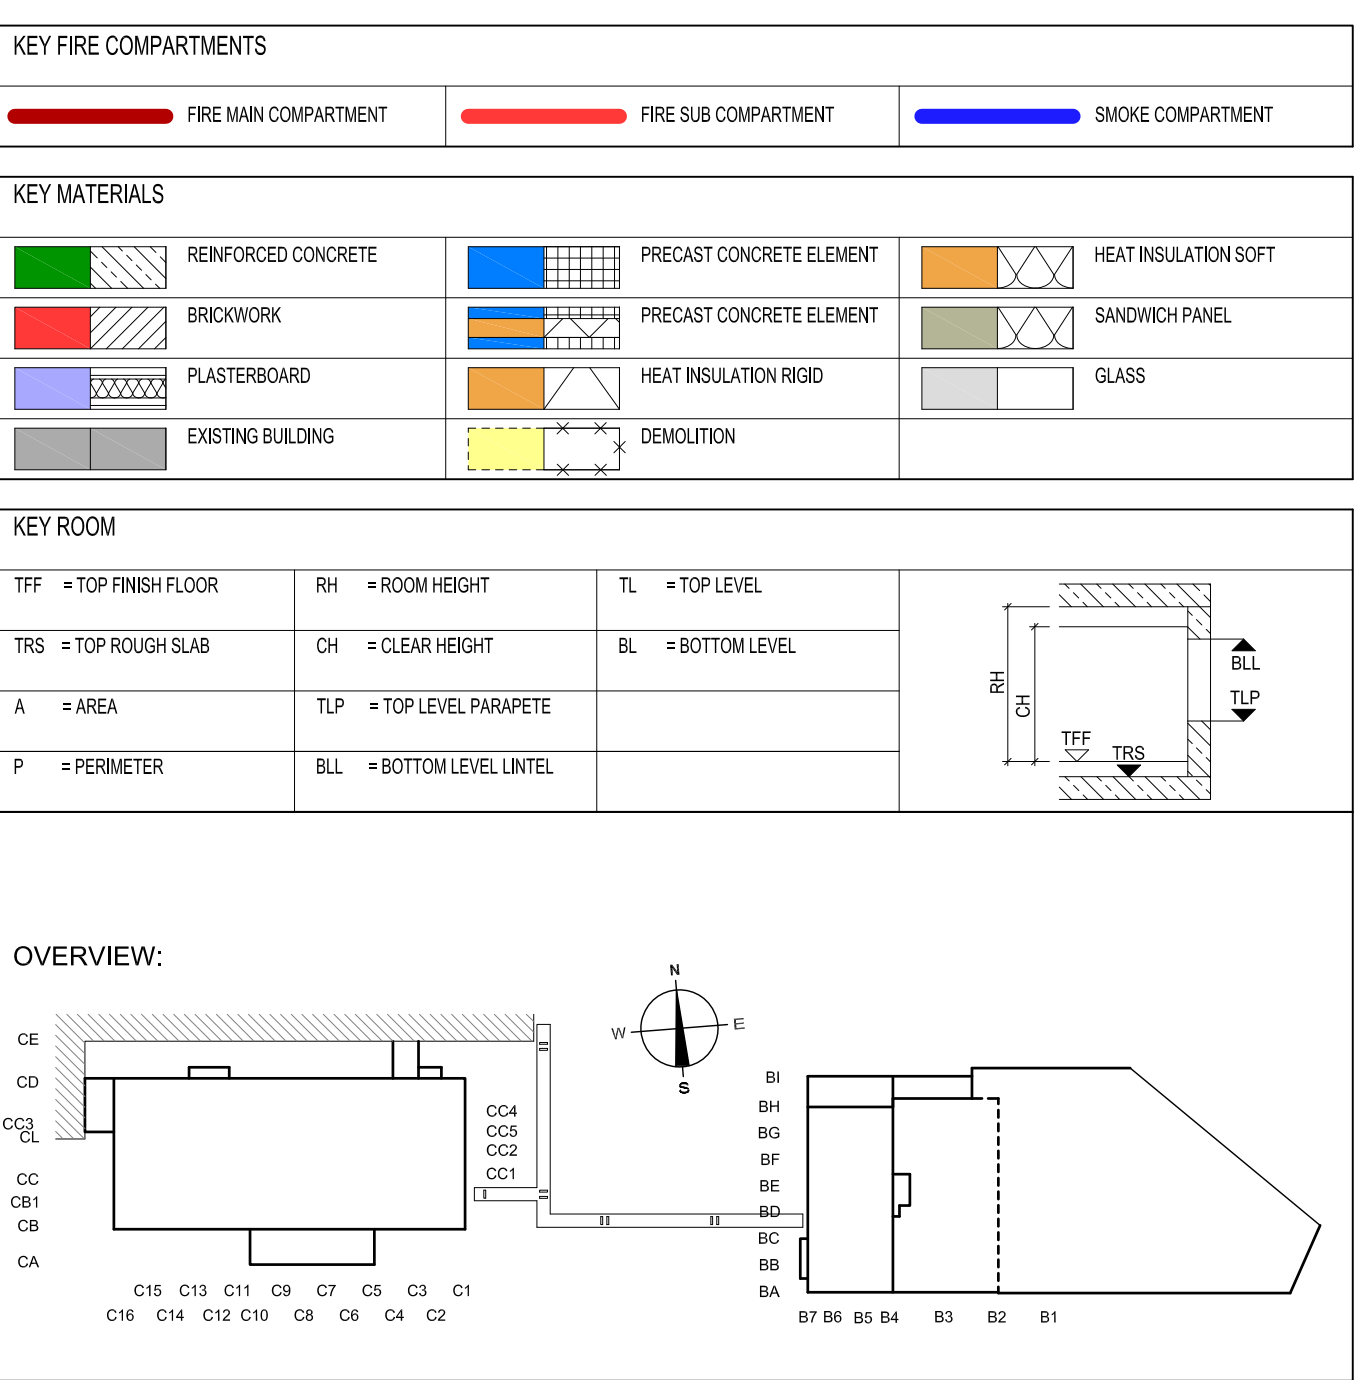 KEY FIRE COMPARTMENTS
FIRE MAIN COMPARTMENT
FIRE SUB COMPARTMENT
SMOKE COMPARTMENT
KEY MATERIALS
REINFORCED CONCRETE
PRECAST CONCRETE ELEMENT
HEAT INSULATION SOFT
BRICKWORK
PRECAST CONCRETE ELEMENT
SANDWICH PANEL
PLASTERBOARD
HEAT INSULATION RIGID
GLASS
EXISTING BUILDING
DEMOLITION
KEY ROOM
TFF = TOP FINISH FLOOR
RH = ROOM HEIGHT
TL = TOP LEVEL
TRS = TOP ROUGH SLAB
CH = CLEAR HEIGHT
BL = BOTTOM LEVEL
A = AREA
TLP = TOP LEVEL PARAPETE
P = PERIMETER
BLL = BOTTOM LEVEL LINTEL
RH
CH
BLL
TLP
TFF
TRS
OVERVIEW:
N
W
E
S
CE
CD
CC3
CL
CC
CB1
CB
CA
CC4
CC5
CC2
CC1
C15 C13 C11 C9 C7 C5 C3 C1
C16 C14 C12 C10 C8 C6 C4 C2
BI
BH
BG
BF
BE
BD
BC
BB
BA
B7 B6 B5 B4 B3 B2 B1